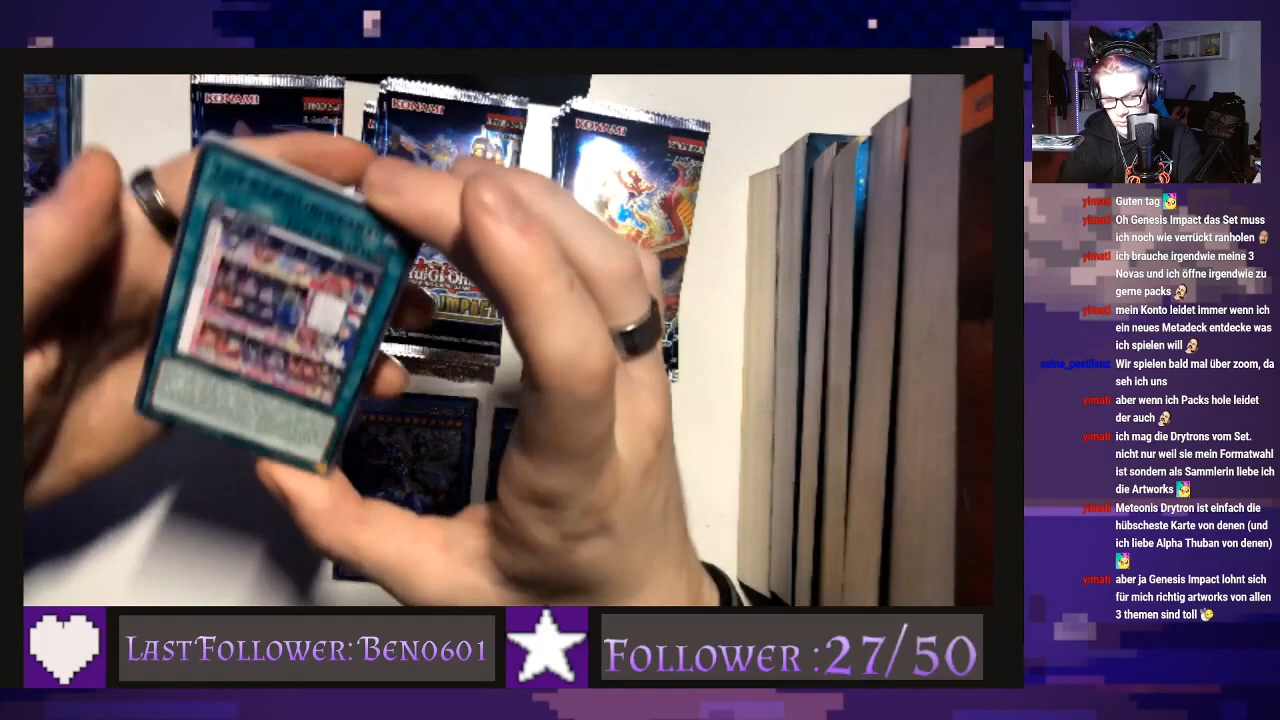 KONAMI
KONAMI
KONAMI
Yu-Gi-Oh!
IMPACT
yimati Guten tag
yimati Oh Genesis Impact das Set muss
ich noch wie verrückt ranholen
yimati ich brauche irgendwie meine 3
Novas und ich öffne irgendwie zu
gerne packs
yimati mein Konto leidet immer wenn ich
ein neues Metadeck entdecke was
ich spielen will
seine_pestilenz Wir spielen bald mal über zoom, da
seh ich uns
yimati aber wenn ich Packs hole leidet
der auch
yimati ich mag die Drytrons vom Set.
nicht nur weil sie mein Formatwahl
ist sondern als Sammlerin liebe ich
die Artworks
yimati Meteonis Drytron ist einfach die
hübscheste Karte von denen (und
ich liebe Alpha Thuban von denen)
yimati aber ja Genesis Impact lohnt sich
für mich richtig artworks von allen
3 themen sind toll
Last Follower: Ben0601
Follower :27/50